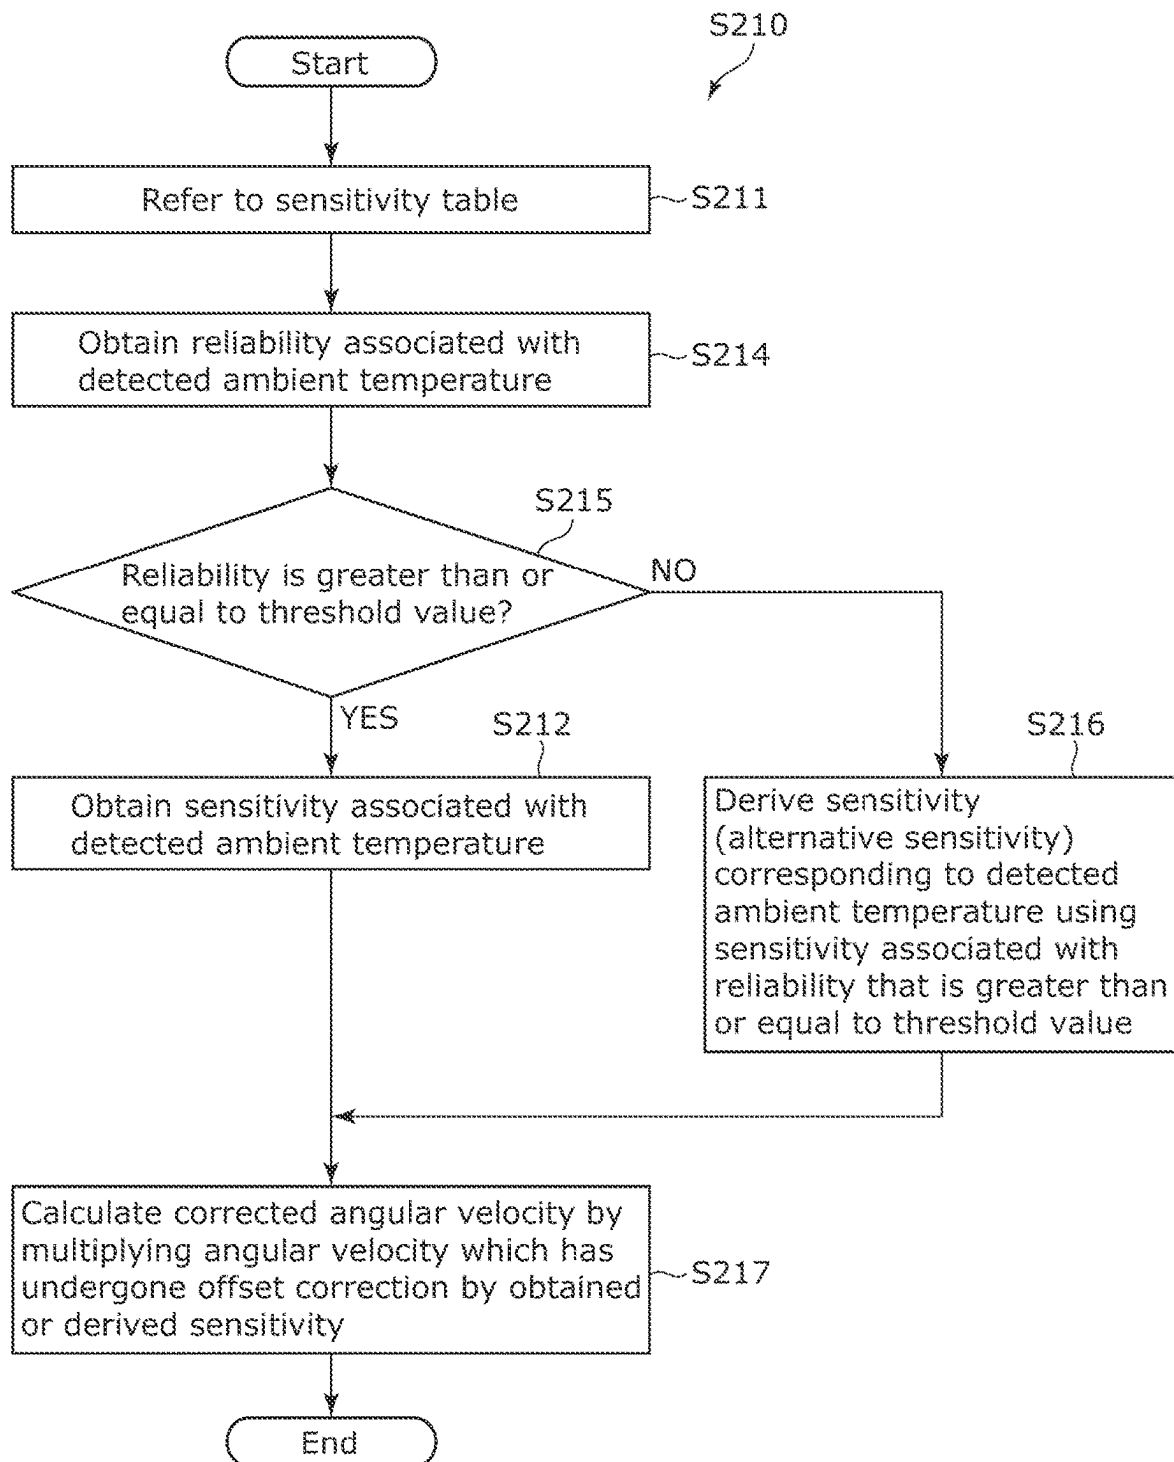 S210
Start
Refer to sensitivity table
S211
Obtain reliability associated with
detected ambient temperature
S214
S215
Reliability is greater than or
equal to threshold value?
NO
YES
S212
Obtain sensitivity associated with
detected ambient temperature
S216
Derive sensitivity
(alternative sensitivity)
corresponding to detected
ambient temperature using
sensitivity associated with
reliability that is greater than
or equal to threshold value
Calculate corrected angular velocity by
multiplying angular velocity which has
undergone offset correction by obtained
or derived sensitivity
S217
End